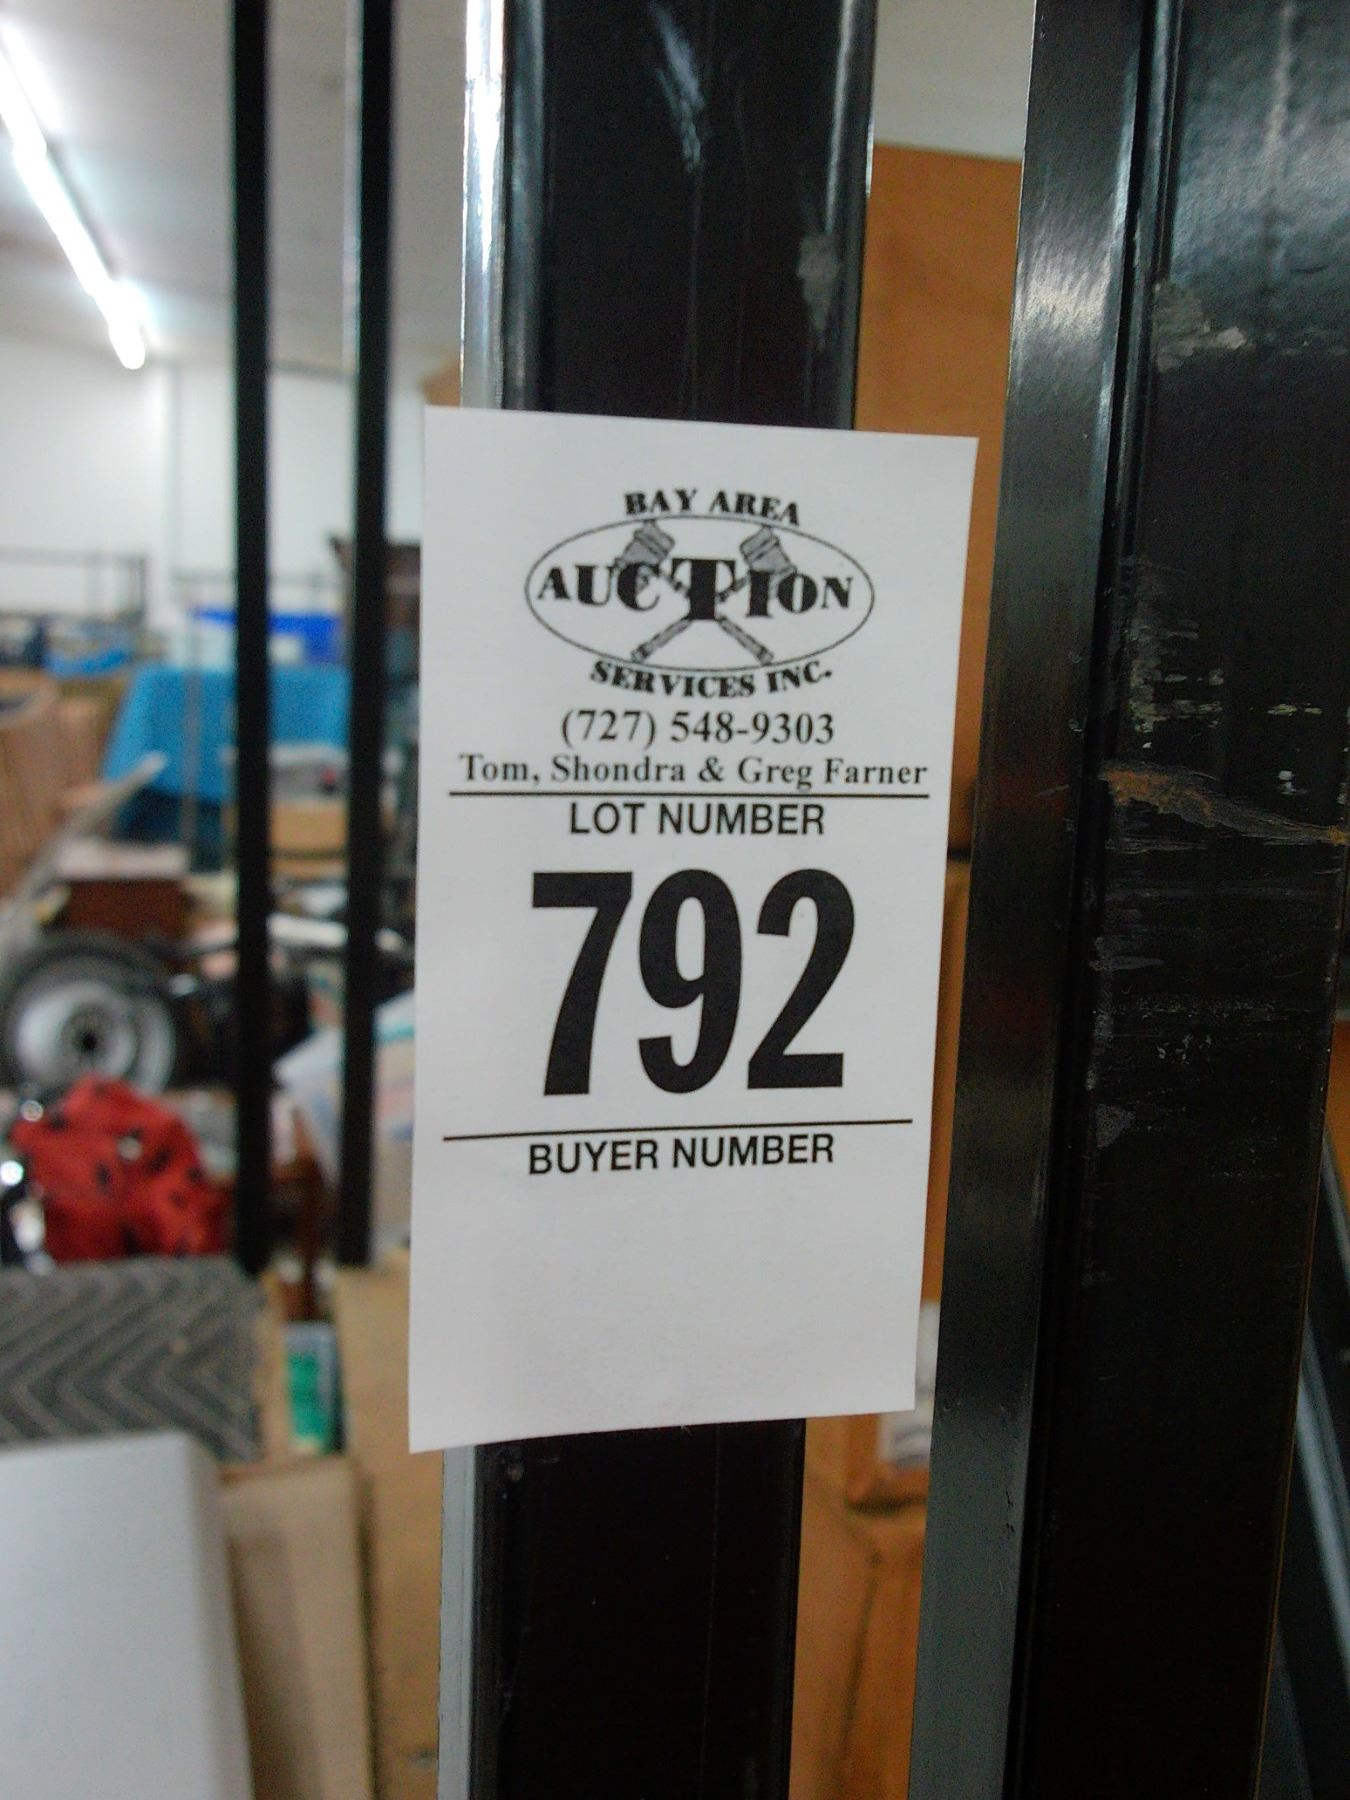 BAY AREA
AUCTION
SERVICES INC.
(727) 548-9303
Tom, Shondra & Greg Farner
LOT NUMBER
792
BUYER NUMBER